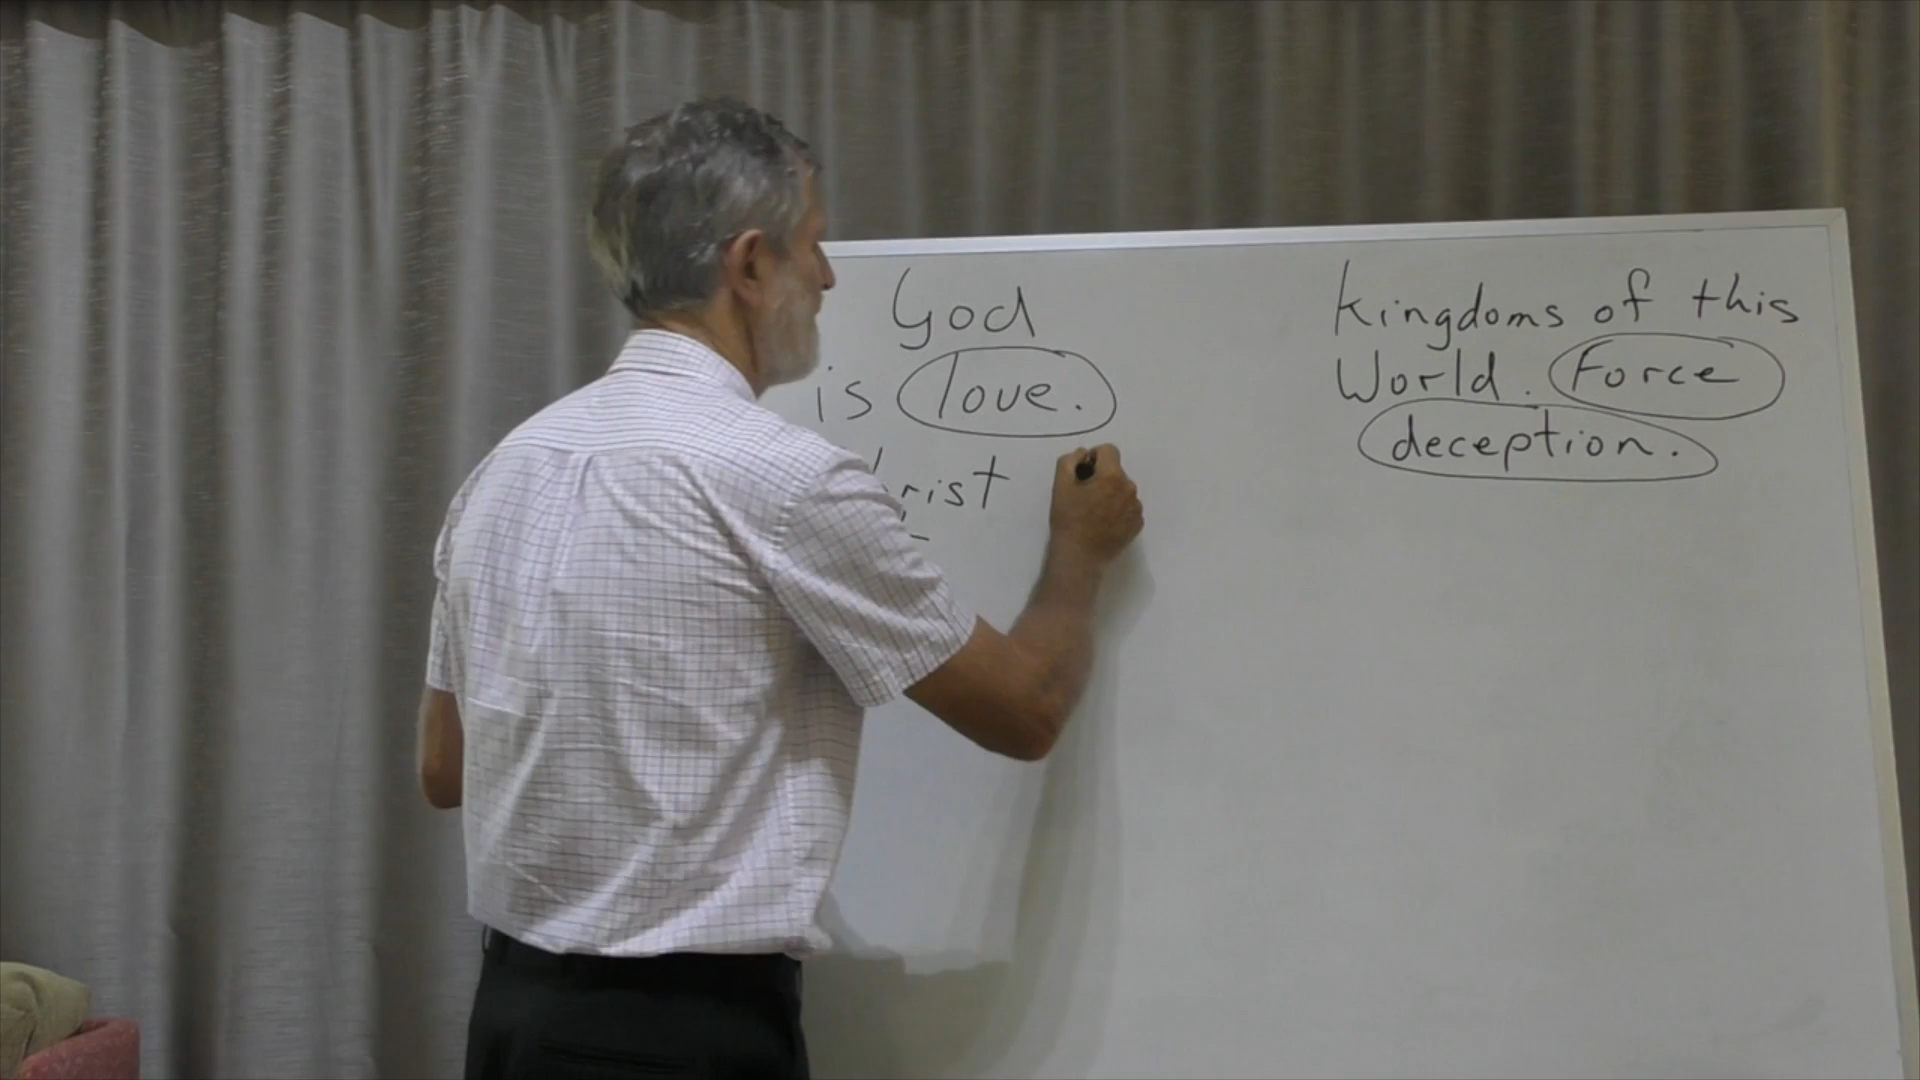 God
is love.
rist
Kingdoms of this
World. Force
deception.